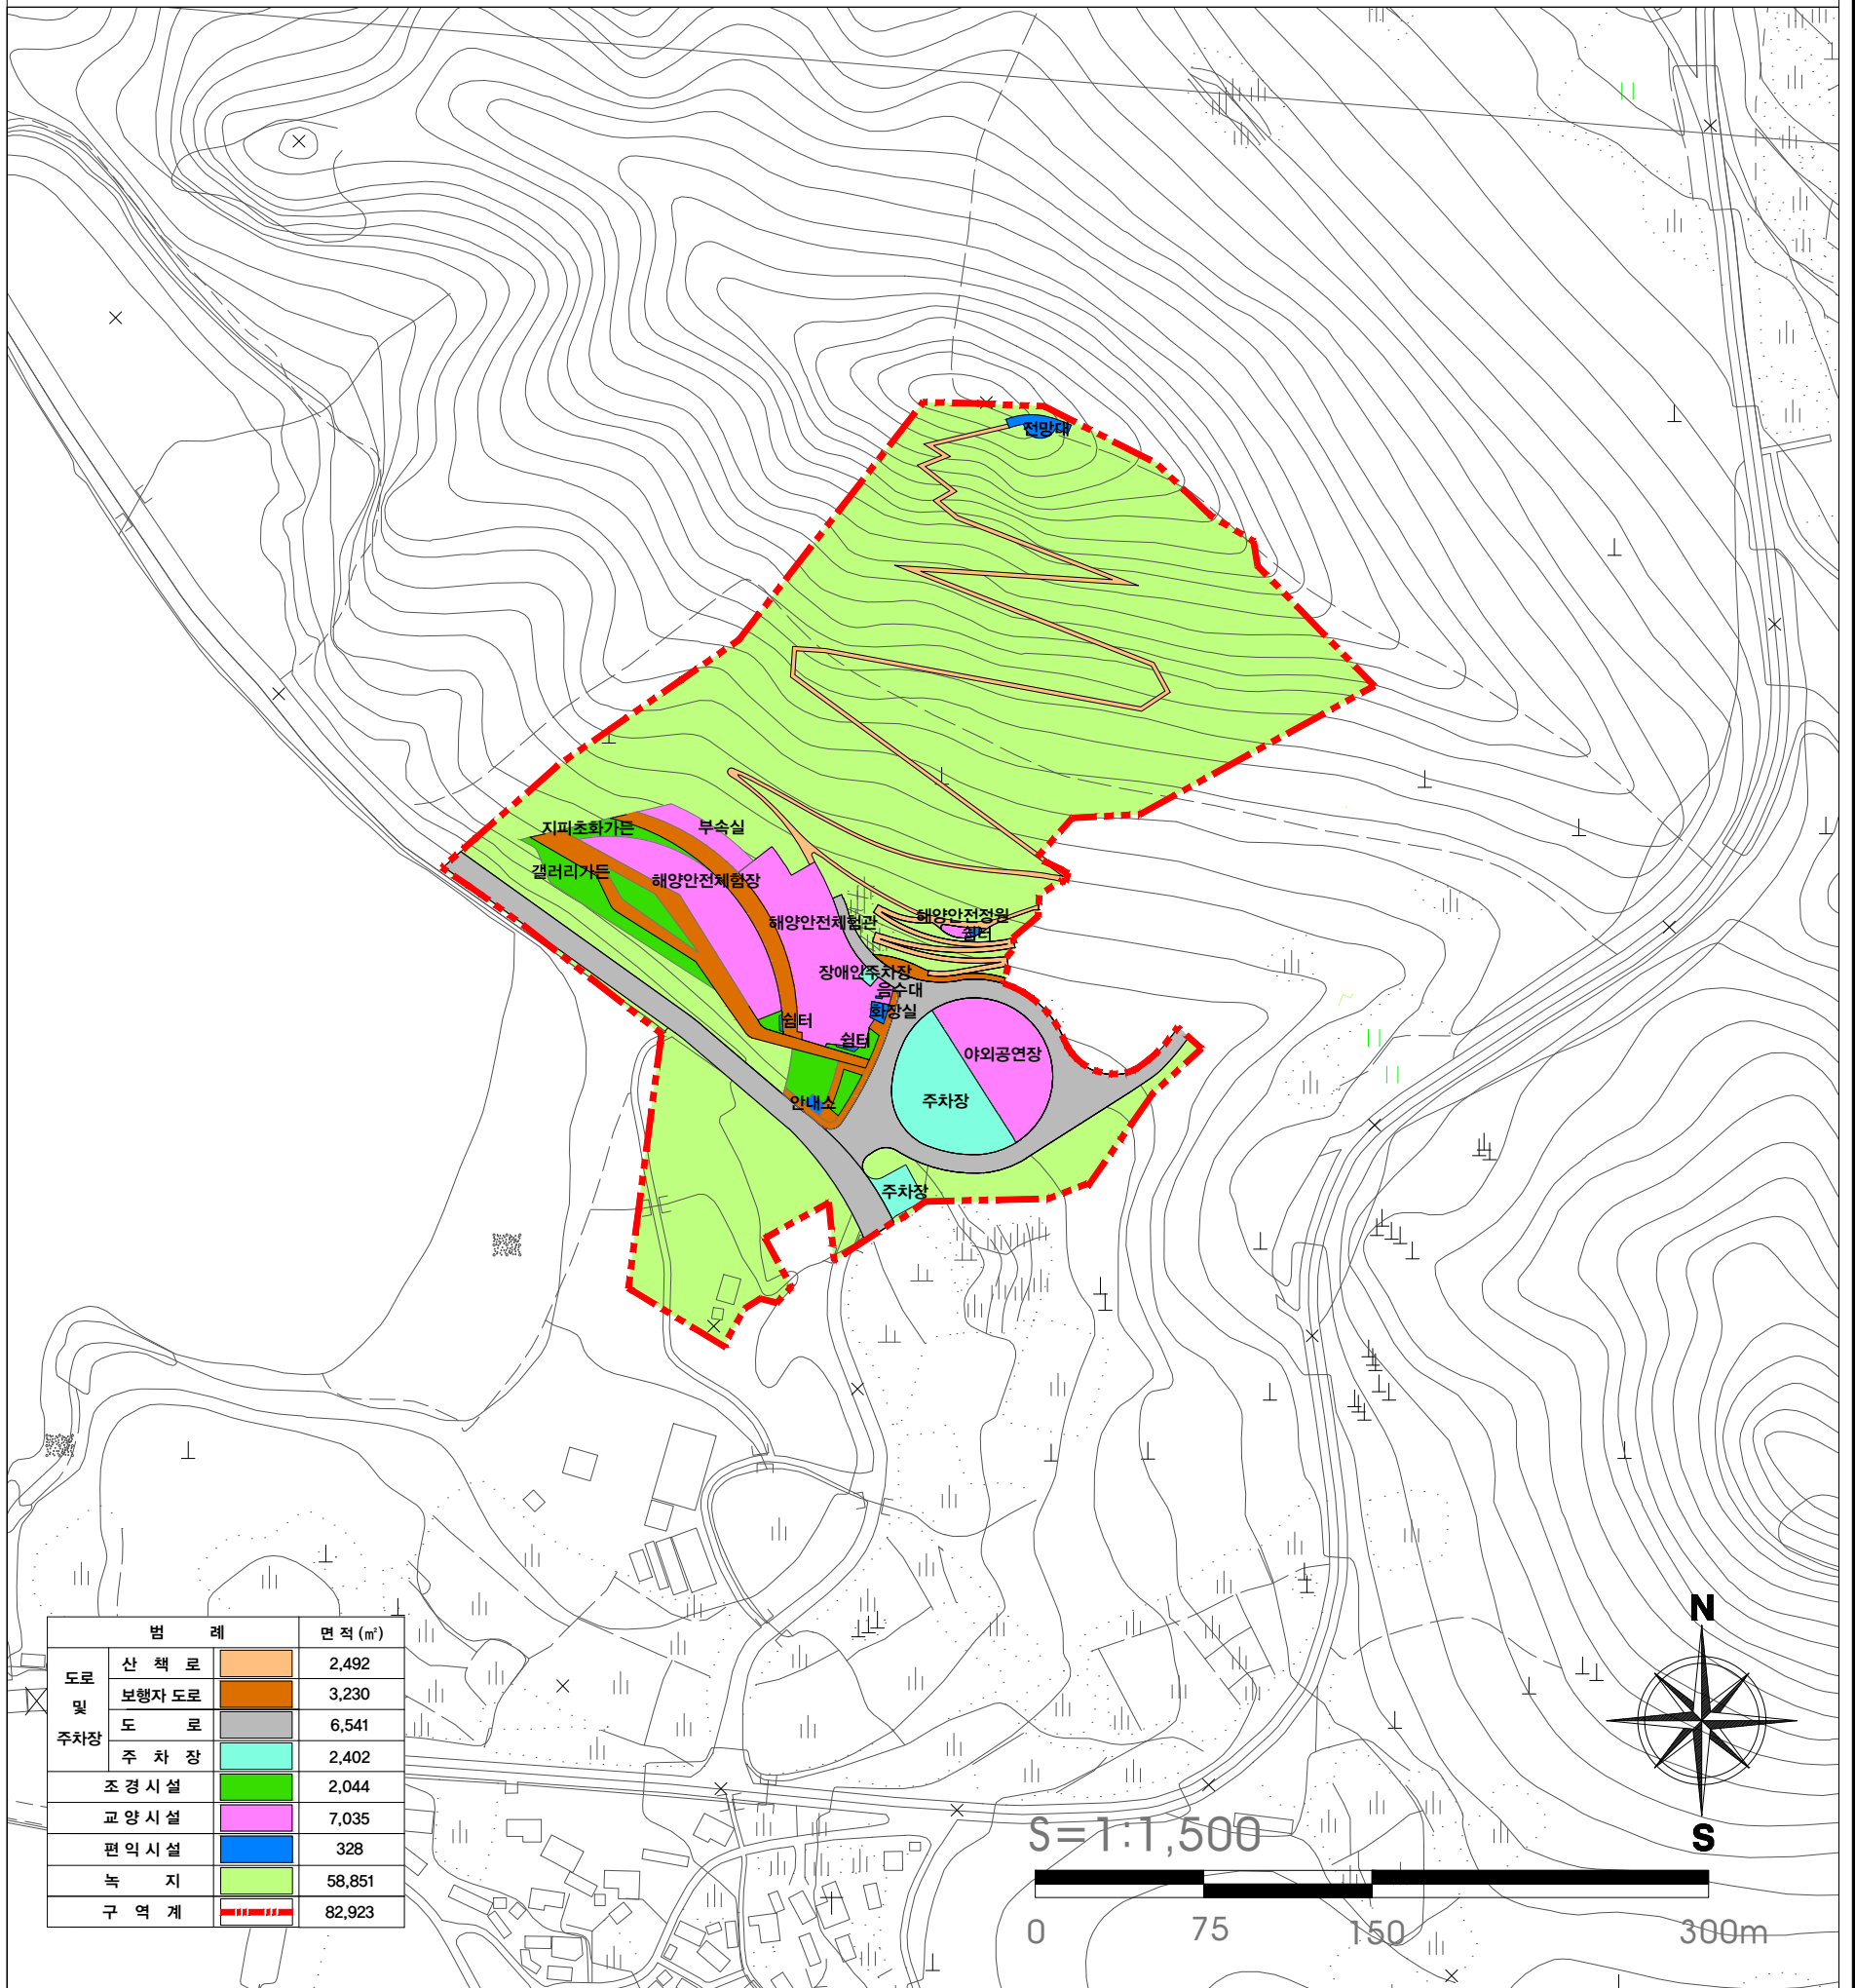 전망대
지피초화가든
부속실
갤러리가든
해양안전체험장
해양안전체험관
해양안전정원
쉼터
장애인주차장
음수대
화장실
쉼터
쉼터
야외공연장
주차장
안내소
주차장
범 례 면 적 (㎡)
도로 및 주차장
산 책 로 2,492
보행자 도로 3,230
도 로 6,541
주 차 장 2,402
조 경 시 설 2,044
교 양 시 설 7,035
편 익 시 설 328
녹 지 58,851
구 역 계 82,923
N
S
S=1:1,500
0 75 150 300m